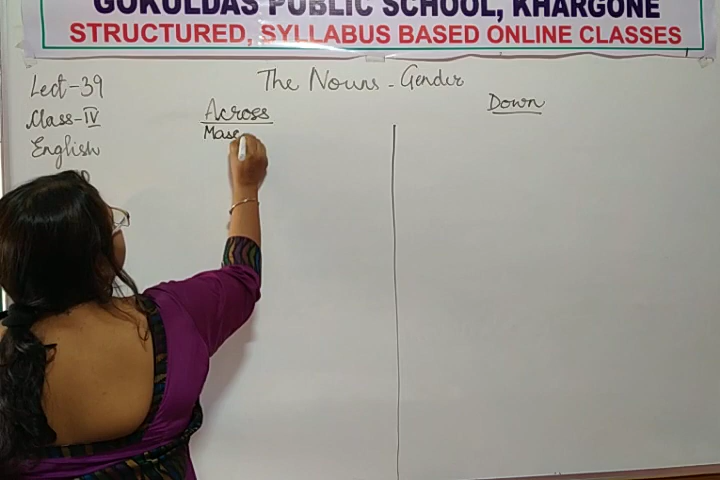 GOKULDAS PUBLIC SCHOOL, KHARGONE
STRUCTURED, SYLLABUS BASED ONLINE CLASSES
The Nouns - Gender
Lect-39
Class-IV
English
Across
Masc
Down